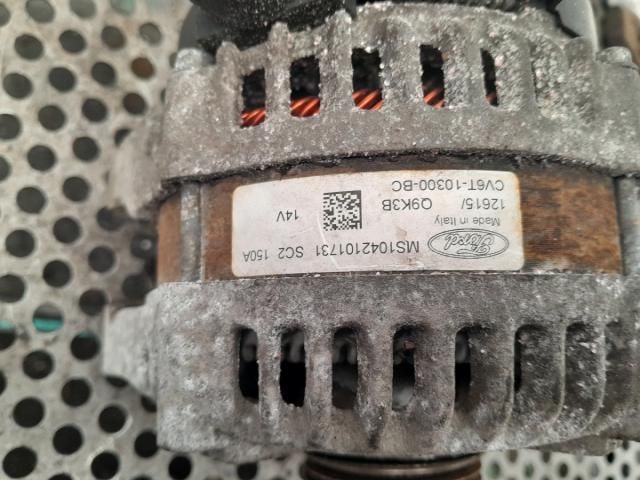 Ford
Made in Italy
MS1042101731 SC2 150A
12615/
Q9K3B
14V
CV6T-10300-BC